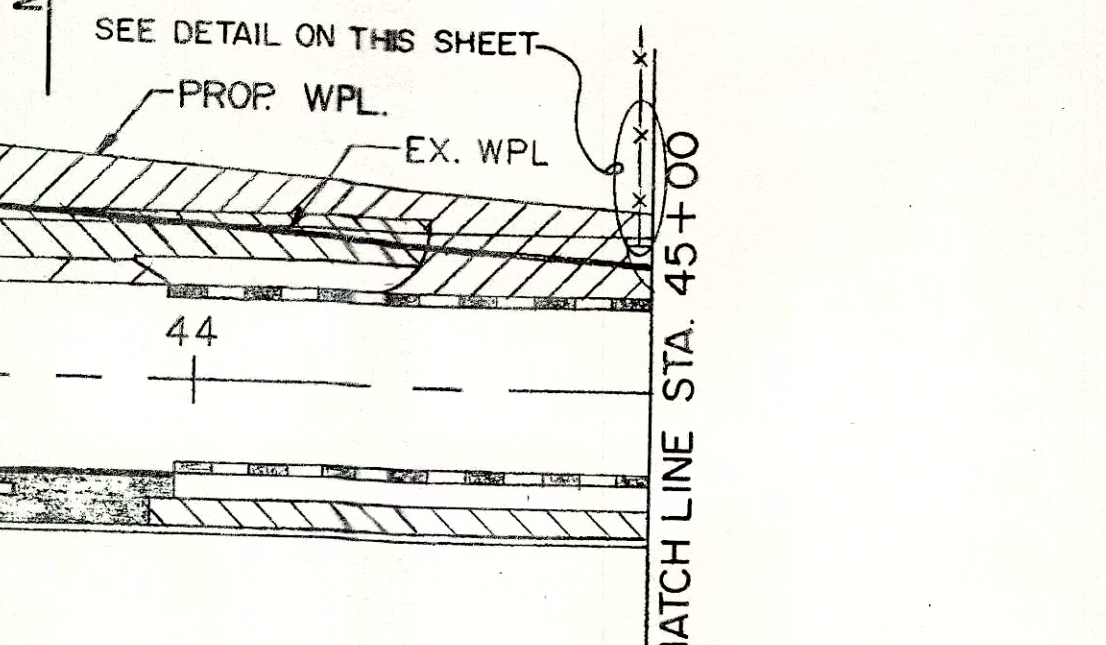 SEE DETAIL ON THIS SHEET
PROP. WPL.
EX. WPL
44
MATCH LINE STA. 45+00